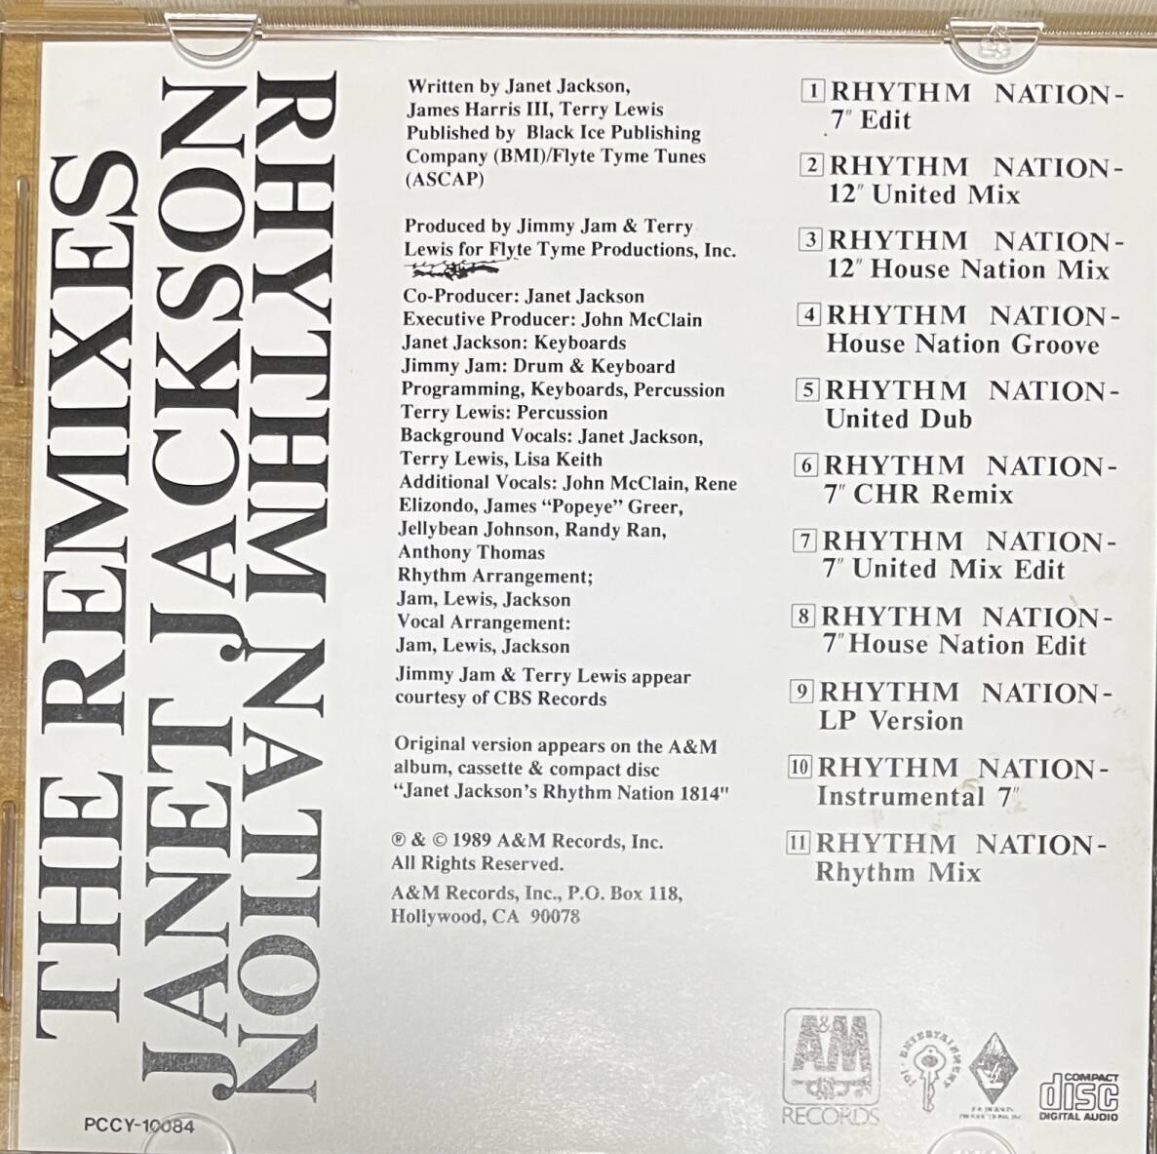 THE REMIXES
JANET JACKSON
RHYTHM NATION
Written by Janet Jackson,
James Harris III, Terry Lewis
Published by Black Ice Publishing
Company (BMI)/Flyte Tyme Tunes
(ASCAP)
Produced by Jimmy Jam & Terry
Lewis for Flyte Tyme Productions, Inc.
Co-Producer: Janet Jackson
Executive Producer: John McClain
Janet Jackson: Keyboards
Jimmy Jam: Drum & Keyboard
Programming, Keyboards, Percussion
Terry Lewis: Percussion
Background Vocals: Janet Jackson,
Terry Lewis, Lisa Keith
Additional Vocals: John McClain, Rene
Elizondo, James “Popeye” Greer,
Jellybean Johnson, Randy Ran,
Anthony Thomas
Rhythm Arrangement;
Jam, Lewis, Jackson
Vocal Arrangement:
Jam, Lewis, Jackson
Jimmy Jam & Terry Lewis appear
courtesy of CBS Records
Original version appears on the A&M
album, cassette & compact disc
“Janet Jackson's Rhythm Nation 1814"
℗ & © 1989 A&M Records, Inc.
All Rights Reserved.
A&M Records, Inc., P.O. Box 118,
Hollywood, CA 90078
1 RHYTHM NATION-
7" Edit
2 RHYTHM NATION-
12" United Mix
3 RHYTHM NATION-
12" House Nation Mix
4 RHYTHM NATION-
House Nation Groove
5 RHYTHM NATION-
United Dub
6 RHYTHM NATION-
7" CHR Remix
7 RHYTHM NATION-
7" United Mix Edit
8 RHYTHM NATION-
7" House Nation Edit
9 RHYTHM NATION-
LP Version
10 RHYTHM NATION-
Instrumental 7"
11 RHYTHM NATION-
Rhythm Mix
A&M
RECORDS
ENTERTAINMENT
COMPACT
disc
DIGITAL AUDIO
PCCY-10084